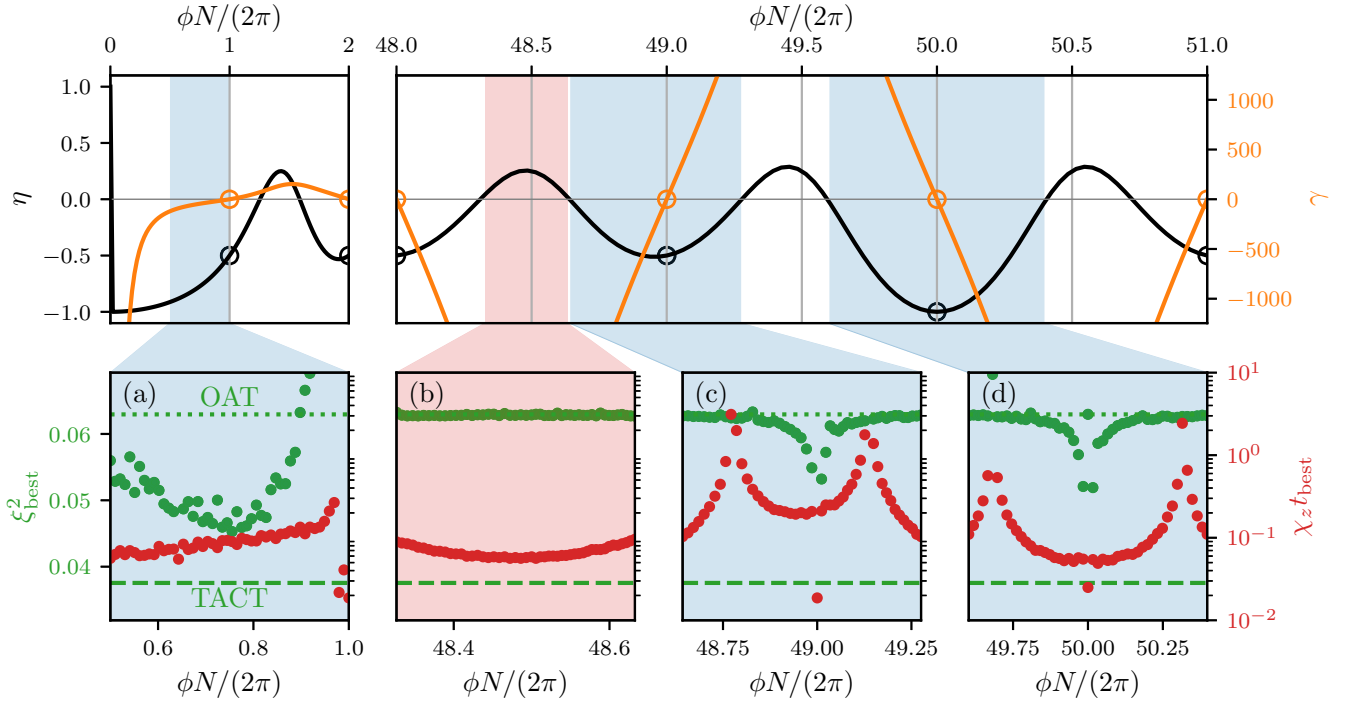 ϕN/(2π) ϕN/(2π)
0 1 2 48.0 48.5 49.0 49.5 50.0 50.5 51.0
1.0 0.5 0.0 −0.5 −1.0
η
1000 500 0 −500 −1000
γ
(a) OAT TACT
(b)
(c)
(d)
0.06 0.05 0.04
ξ²best
10¹ 10⁰ 10⁻¹ 10⁻²
χ_z t_best
0.6 0.8 1.0 48.4 48.6 48.75 49.00 49.25 49.75 50.00 50.25
ϕN/(2π) ϕN/(2π) ϕN/(2π) ϕN/(2π)